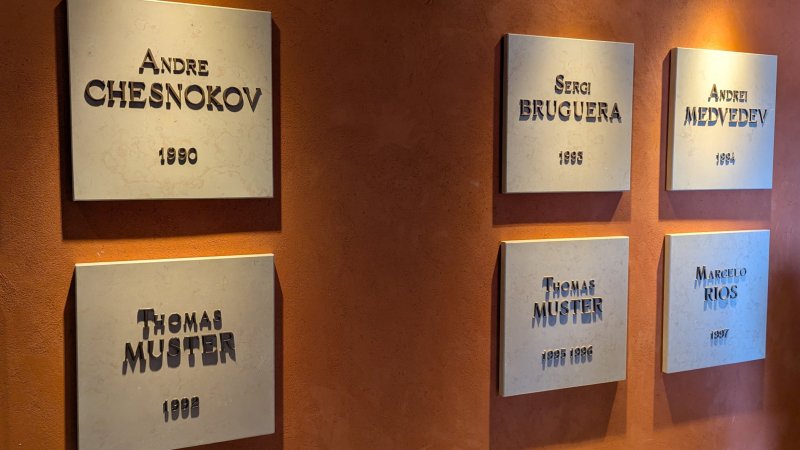 ANDRE
CHESNOKOV
1990
THOMAS
MUSTER
1992
SERGI
BRUGUERA
1993
THOMAS
MUSTER
1995 1996
ANDREI
MEDVEDEV
1994
MARCELO
RIOS
1997